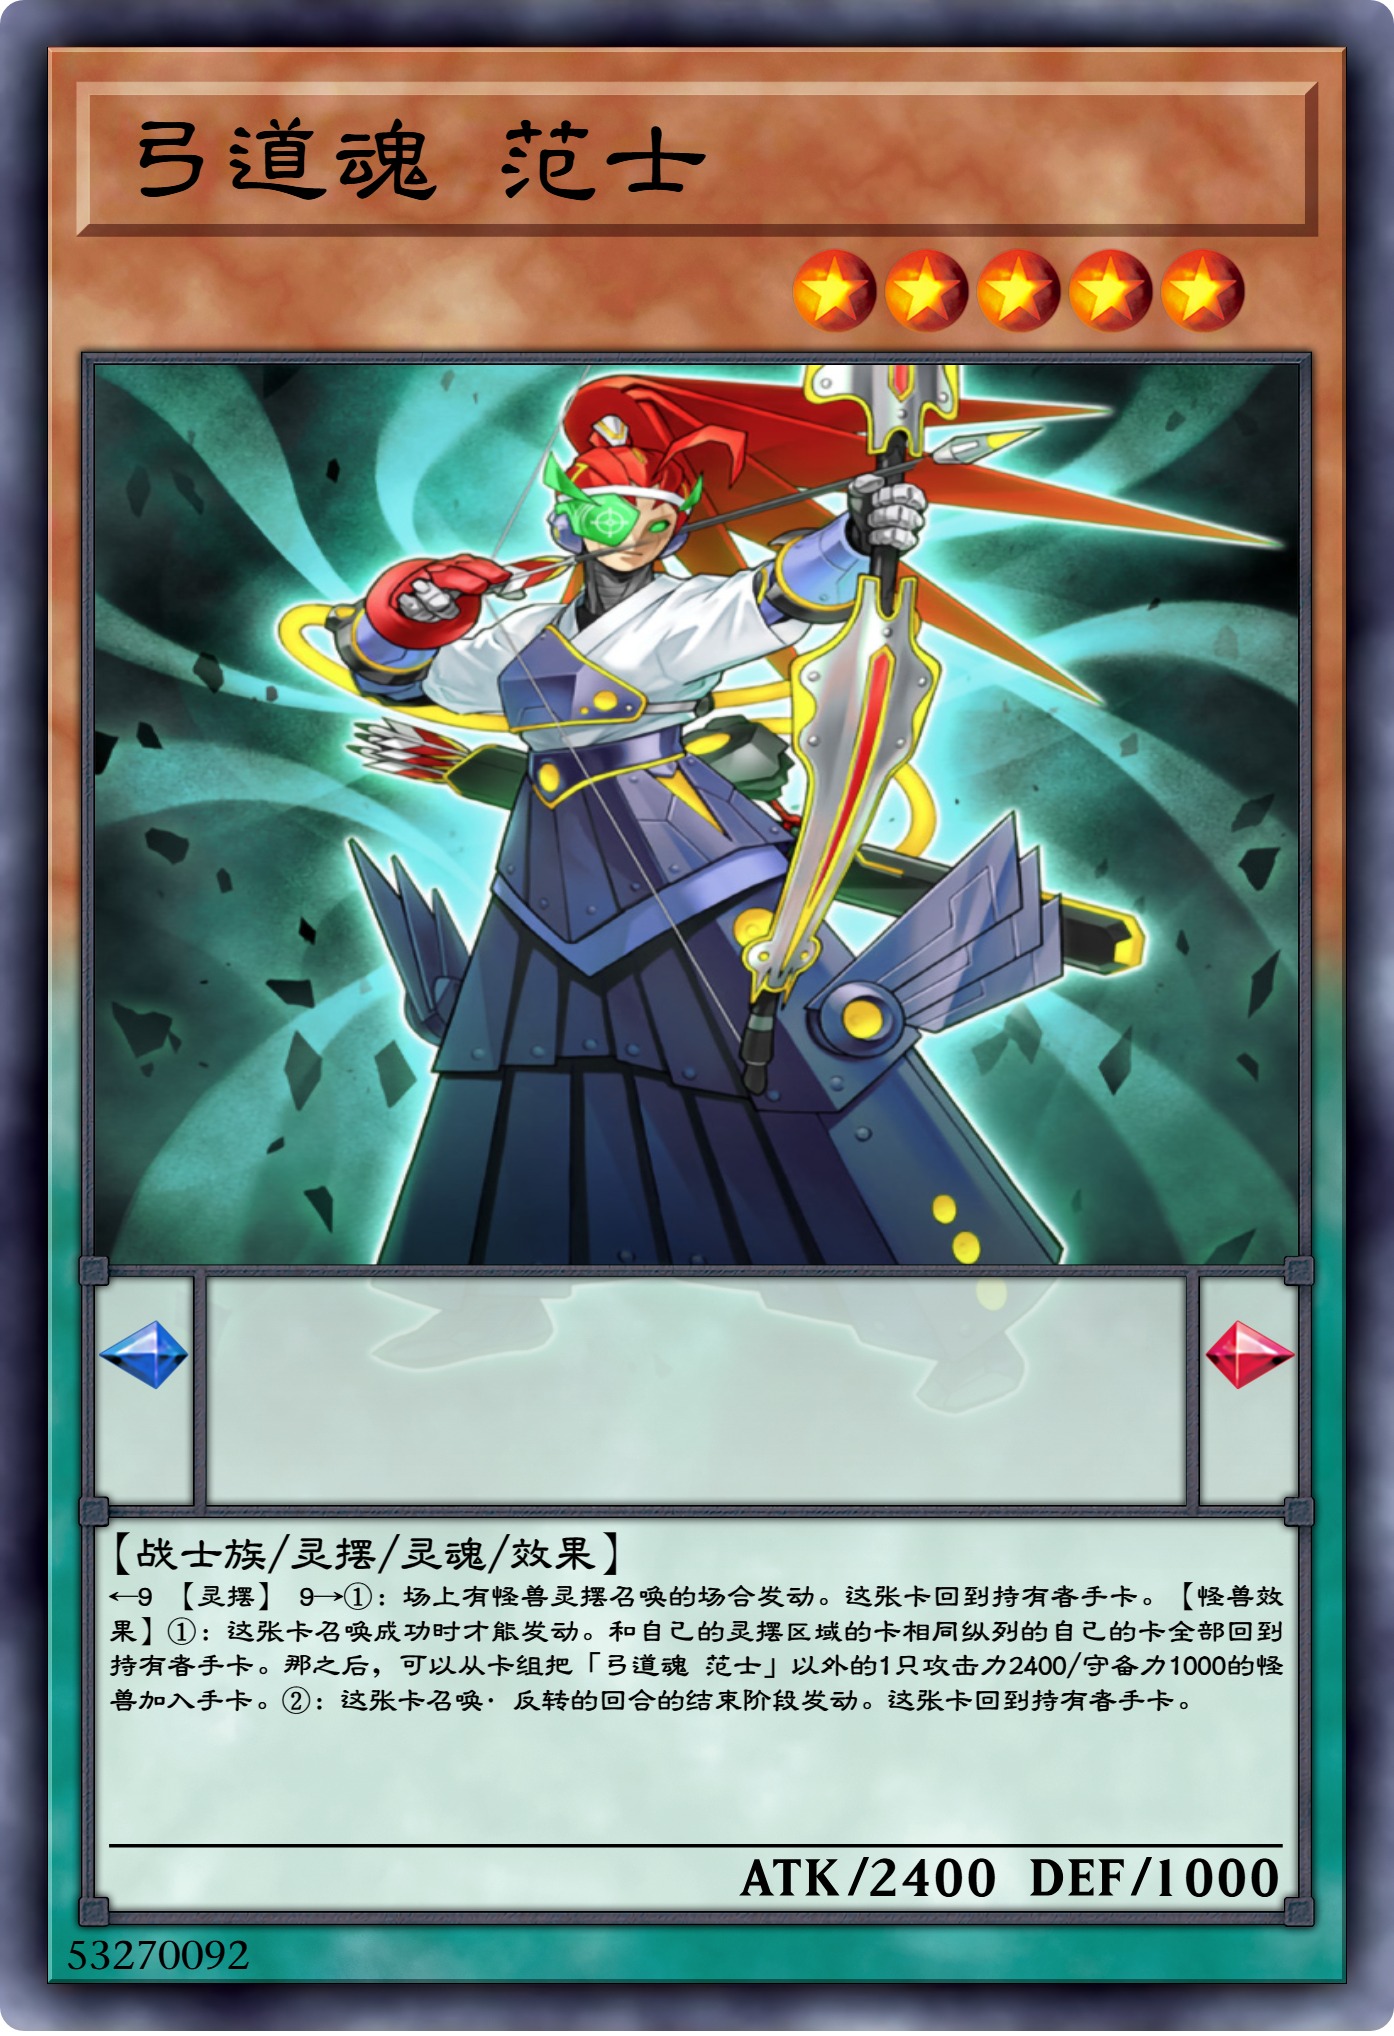 弓道魂 范士
【战士族/灵摆/灵魂/效果】
←9 【灵摆】 9→①：场上有怪兽灵摆召唤的场合发动。这张卡回到持有者手卡。【怪兽效
果】①：这张卡召唤成功时才能发动。和自己的灵摆区域的卡相同纵列的自己的卡全部回到
持有者手卡。那之后，可以从卡组把「弓道魂 范士」以外的1只攻击力2400/守备力1000的怪
兽加入手卡。②：这张卡召唤·反转的回合的结束阶段发动。这张卡回到持有者手卡。
ATK/2400 DEF/1000
53270092